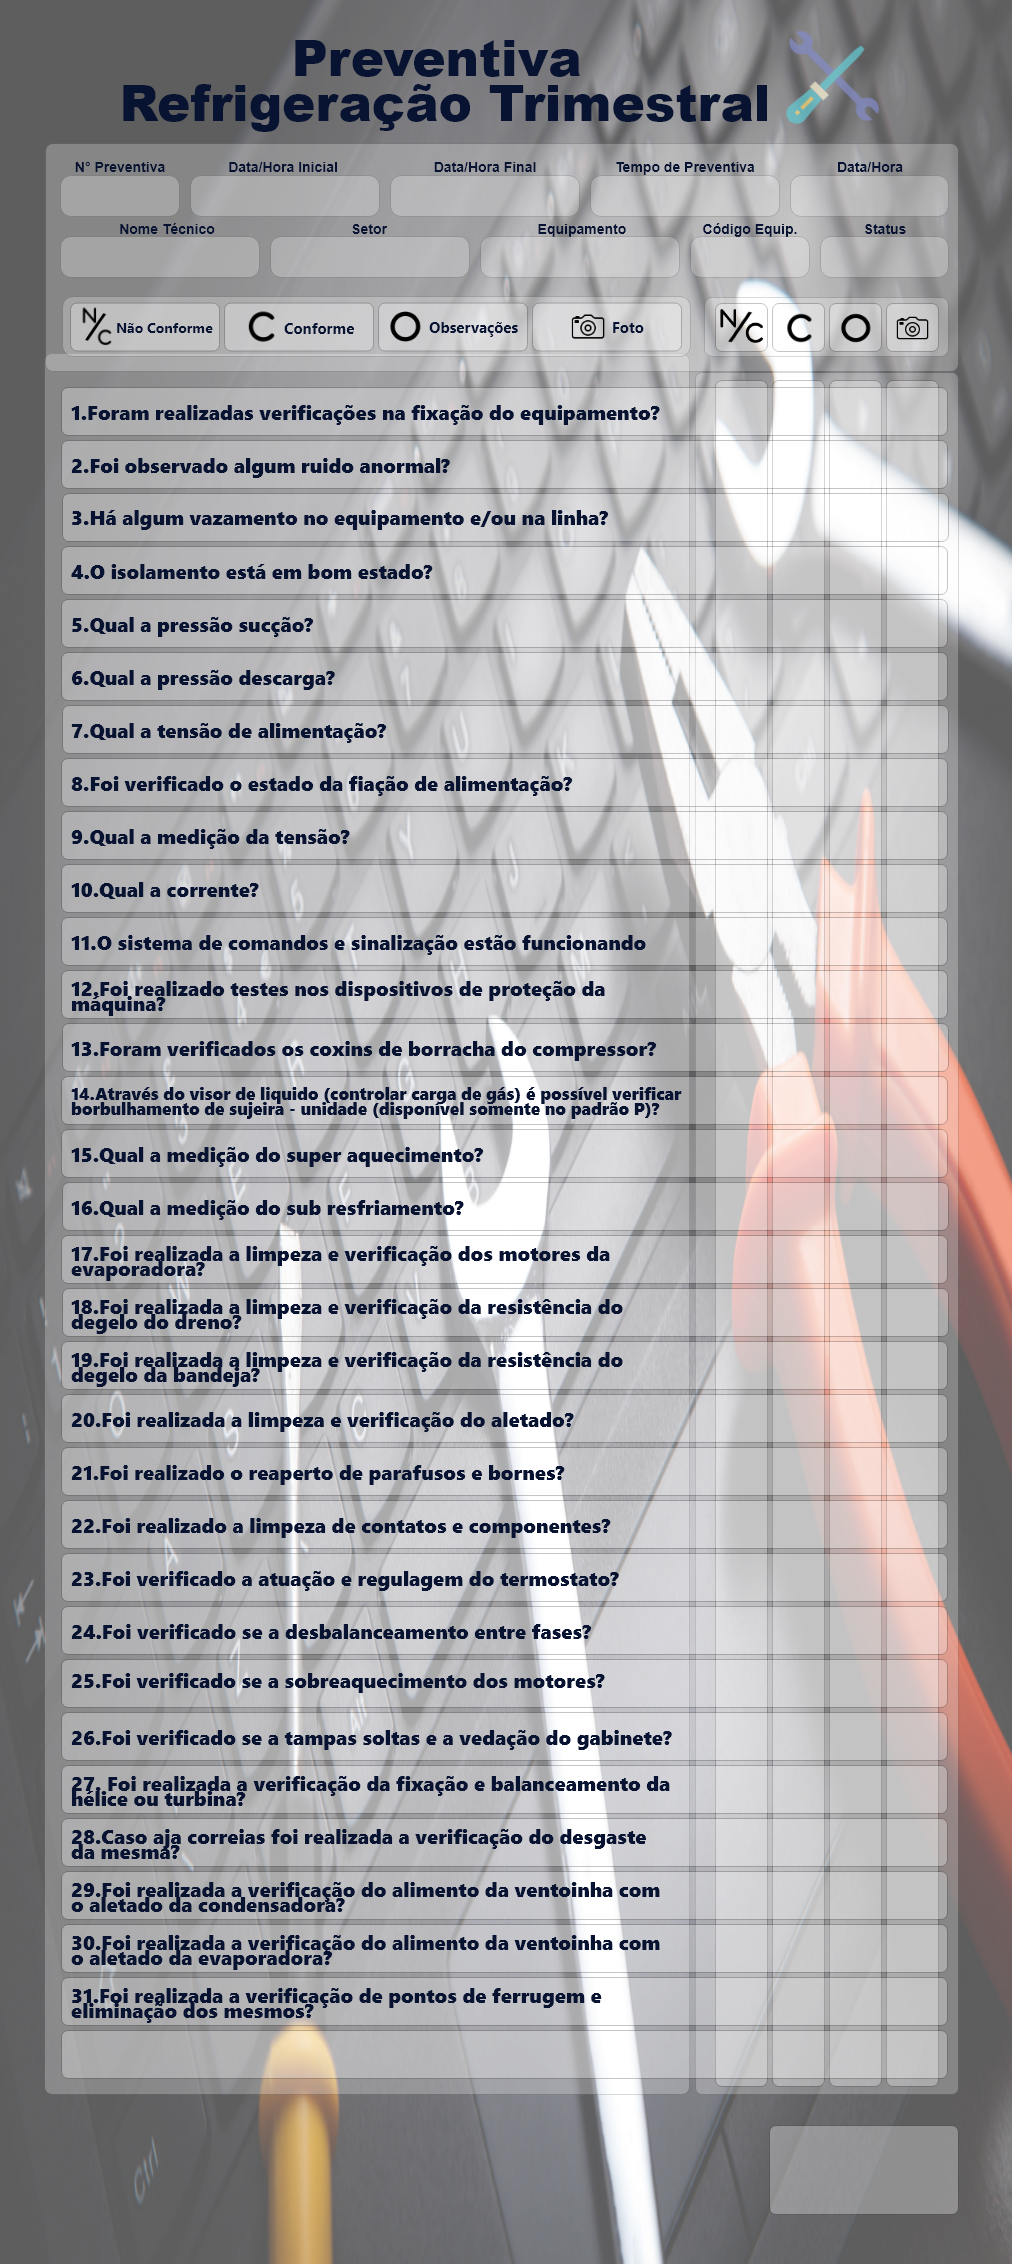 Preventiva
Refrigeração Trimestral
N° Preventiva Data/Hora Inicial Data/Hora Final Tempo de Preventiva Data/Hora
Nome Técnico Setor Equipamento Código Equip. Status
N/C Não Conforme C Conforme O Observações Foto N/C C O
1.Foram realizadas verificações na fixação do equipamento?
2.Foi observado algum ruido anormal?
3.Há algum vazamento no equipamento e/ou na linha?
4.O isolamento está em bom estado?
5.Qual a pressão sucção?
6.Qual a pressão descarga?
7.Qual a tensão de alimentação?
8.Foi verificado o estado da fiação de alimentação?
9.Qual a medição da tensão?
10.Qual a corrente?
11.O sistema de comandos e sinalização estão funcionando
12.Foi realizado testes nos dispositivos de proteção da
máquina?
13.Foram verificados os coxins de borracha do compressor?
14.Através do visor de liquido (controlar carga de gás) é possível verificar
borbulhamento de sujeira - unidade (disponível somente no padrão P)?
15.Qual a medição do super aquecimento?
16.Qual a medição do sub resfriamento?
17.Foi realizada a limpeza e verificação dos motores da
evaporadora?
18.Foi realizada a limpeza e verificação da resistência do
degelo do dreno?
19.Foi realizada a limpeza e verificação da resistência do
degelo da bandeja?
20.Foi realizada a limpeza e verificação do aletado?
21.Foi realizado o reaperto de parafusos e bornes?
22.Foi realizado a limpeza de contatos e componentes?
23.Foi verificado a atuação e regulagem do termostato?
24.Foi verificado se a desbalanceamento entre fases?
25.Foi verificado se a sobreaquecimento dos motores?
26.Foi verificado se a tampas soltas e a vedação do gabinete?
27. Foi realizada a verificação da fixação e balanceamento da
hélice ou turbina?
28.Caso aja correias foi realizada a verificação do desgaste
da mesma?
29.Foi realizada a verificação do alimento da ventoinha com
o aletado da condensadora?
30.Foi realizada a verificação do alimento da ventoinha com
o aletado da evaporadora?
31.Foi realizada a verificação de pontos de ferrugem e
eliminação dos mesmos?
Ctrl